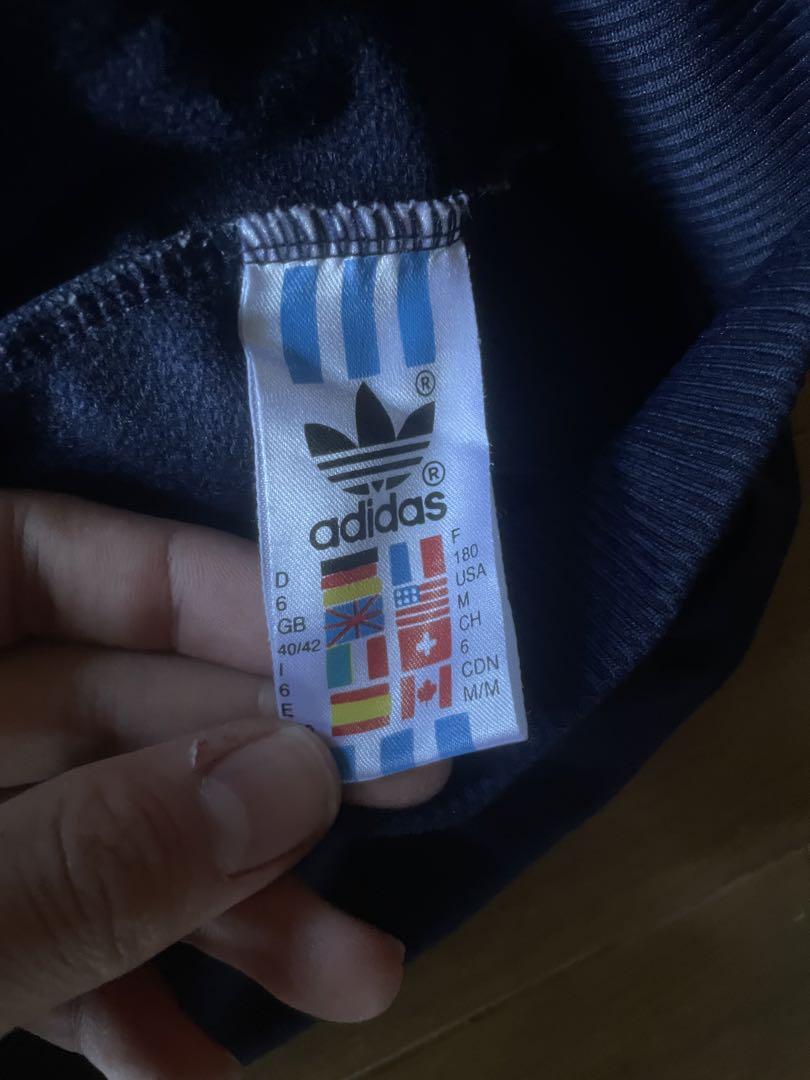 ®
®
adidas
D
6
GB
40/42
I
6
E
F
180
USA
M
CH
6
CDN
M/M